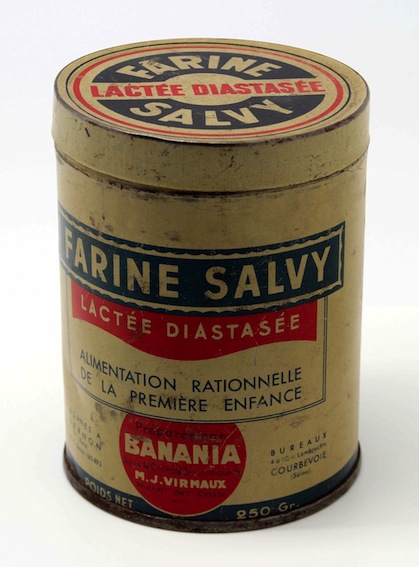 FARINE
LACTÉE DIASTASÉE
SALVY
FARINE SALVY
LACTÉE DIASTASÉE
ALIMENTATION RATIONNELLE
DE LA PREMIÈRE ENFANCE
BANANIA
M.J.VIRMAUX
BUREAUX
COURBEVOIE
(Seine)
POIDS NET
250 Gr.